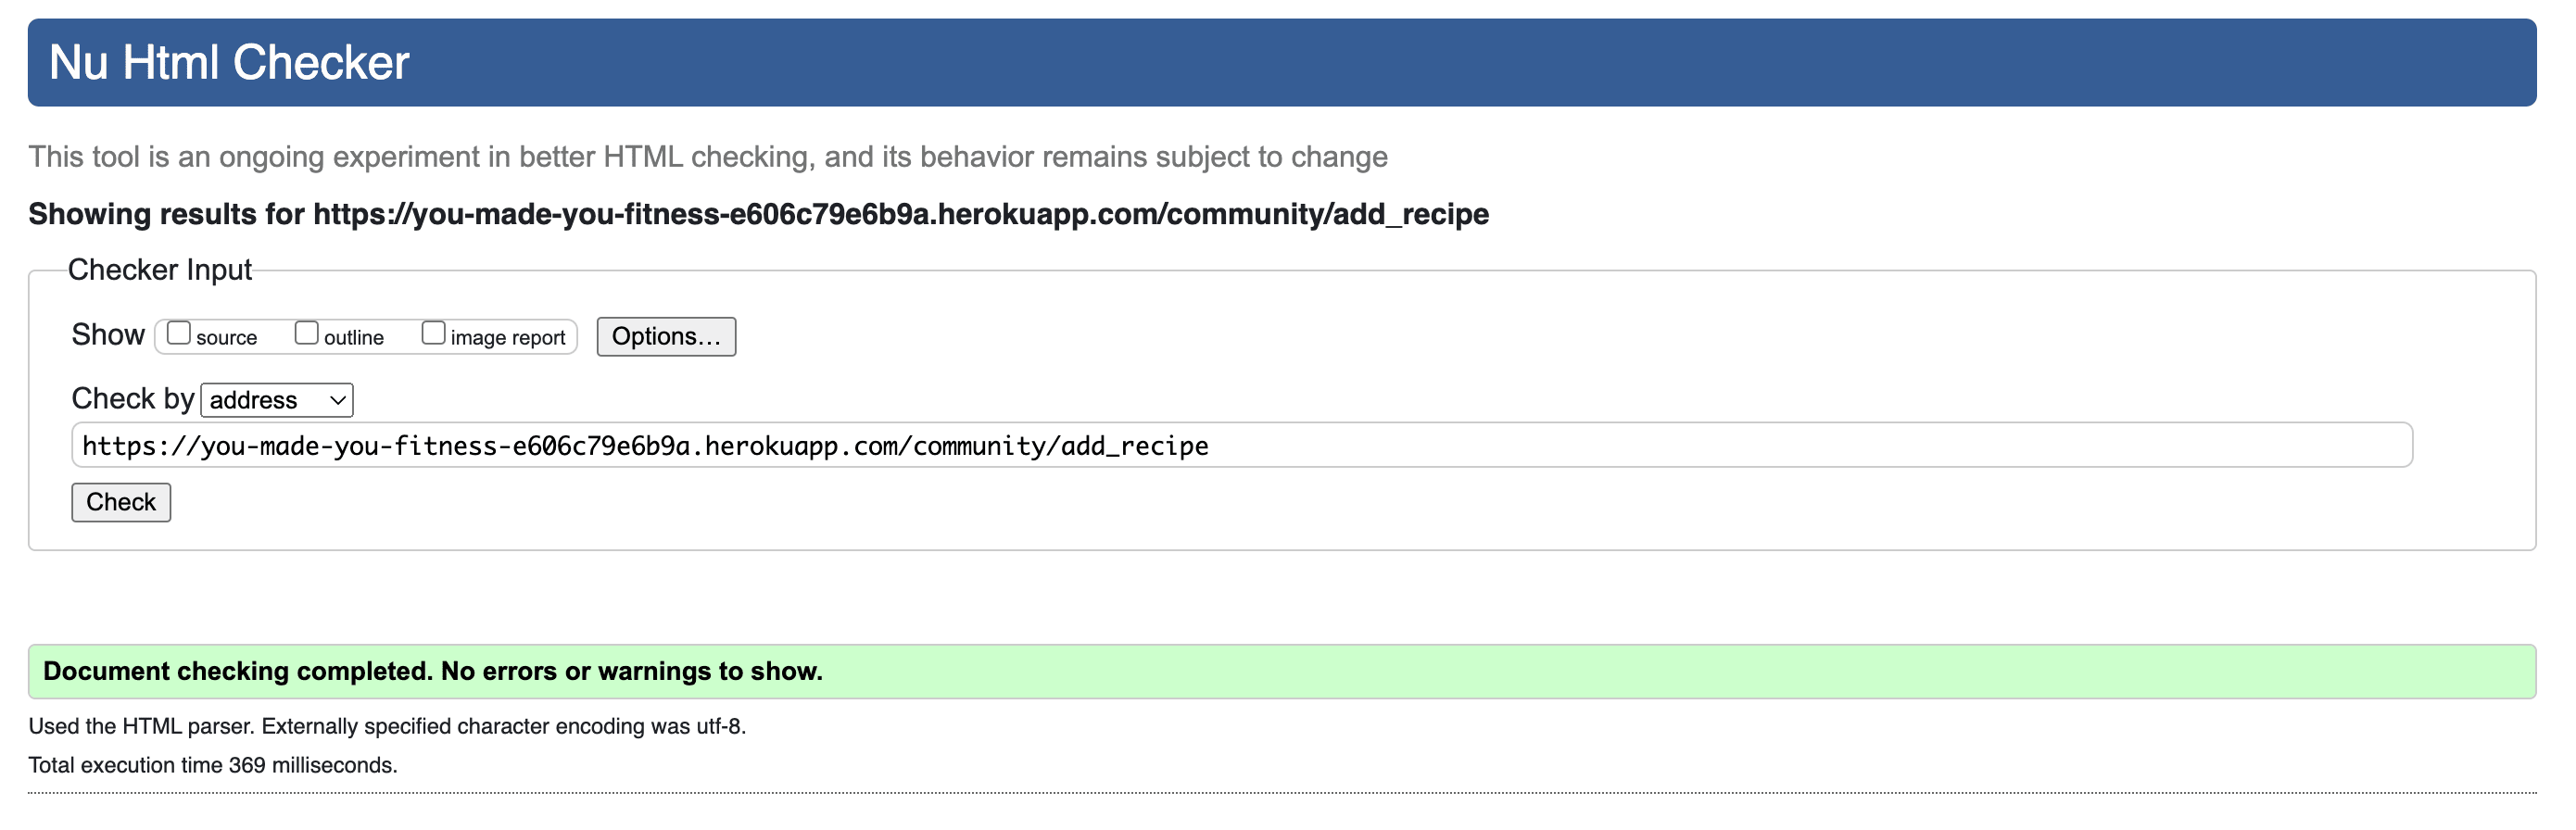 Nu Html Checker
This tool is an ongoing experiment in better HTML checking, and its behavior remains subject to change
Showing results for https://you-made-you-fitness-e606c79e6b9a.herokuapp.com/community/add_recipe
Checker Input
Show source outline image report Options...
Check by address
https://you-made-you-fitness-e606c79e6b9a.herokuapp.com/community/add_recipe
Check
Document checking completed. No errors or warnings to show.
Used the HTML parser. Externally specified character encoding was utf-8.
Total execution time 369 milliseconds.